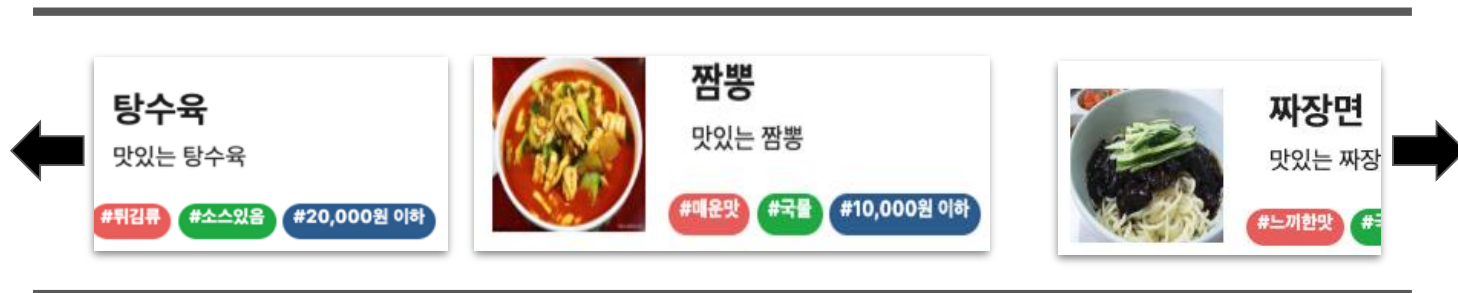 탕수육
맛있는 탕수육
#튀김류 #소스있음 #20,000원 이하
짬뽕
맛있는 짬뽕
#매운맛 #국물 #10,000원 이하
짜장면
맛있는 짜장
#느끼한맛